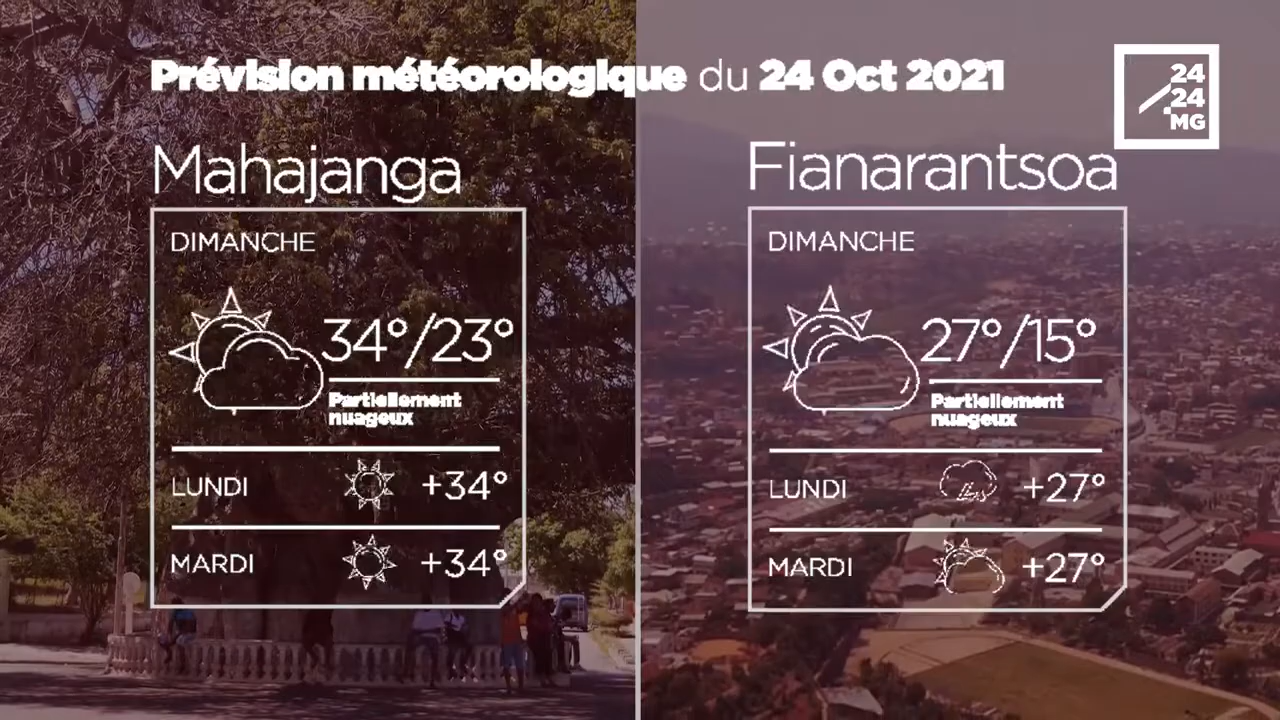 Prévision météorologique du 24 Oct 2021
24
24
MG
Mahajanga
DIMANCHE
34°/23°
Partiellement
nuageux
LUNDI +34°
MARDI +34°
Fianarantsoa
DIMANCHE
27°/15°
Partiellement
nuageux
LUNDI +27°
MARDI +27°